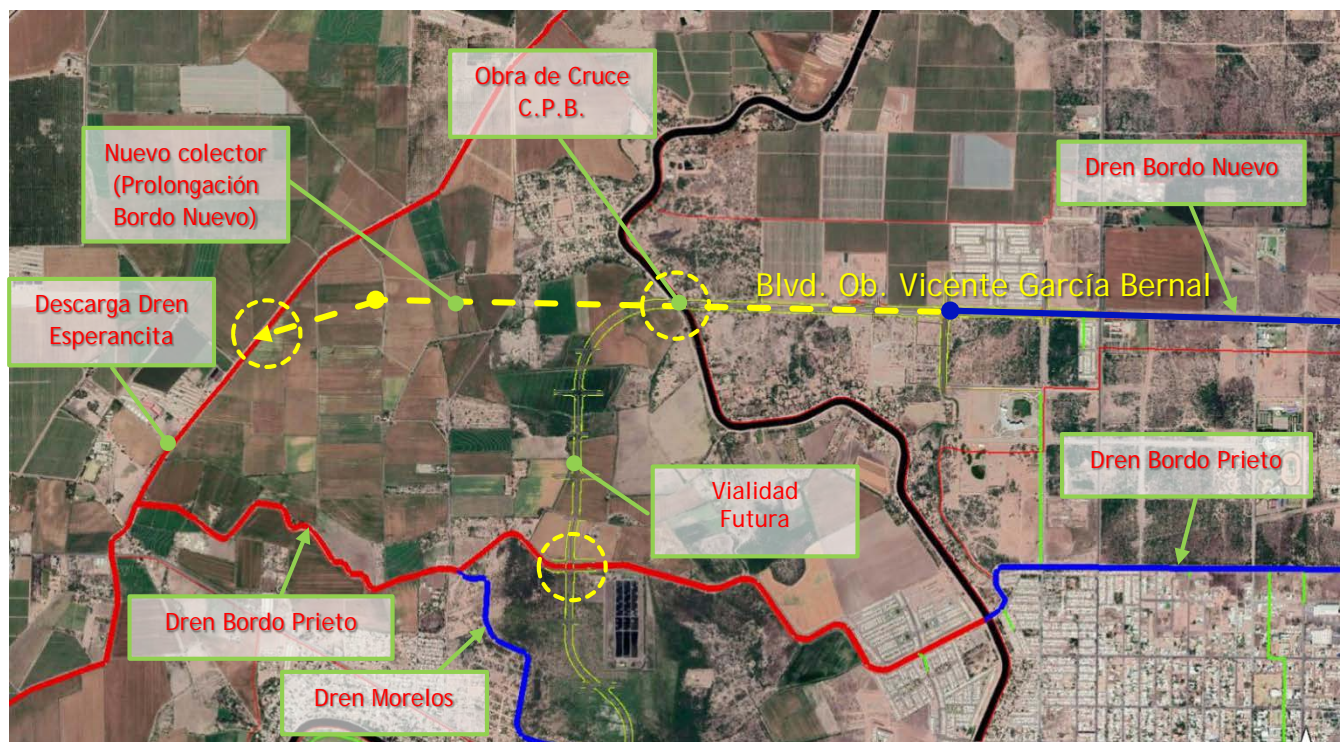 Obra de Cruce
C.P.B.
Nuevo colector
(Prolongación
Bordo Nuevo)
Dren Bordo Nuevo
Descarga Dren
Esperancita
Blvd. Ob. Vicente García Bernal
Dren Bordo Prieto
Vialidad
Futura
Dren Bordo Prieto
Dren Morelos